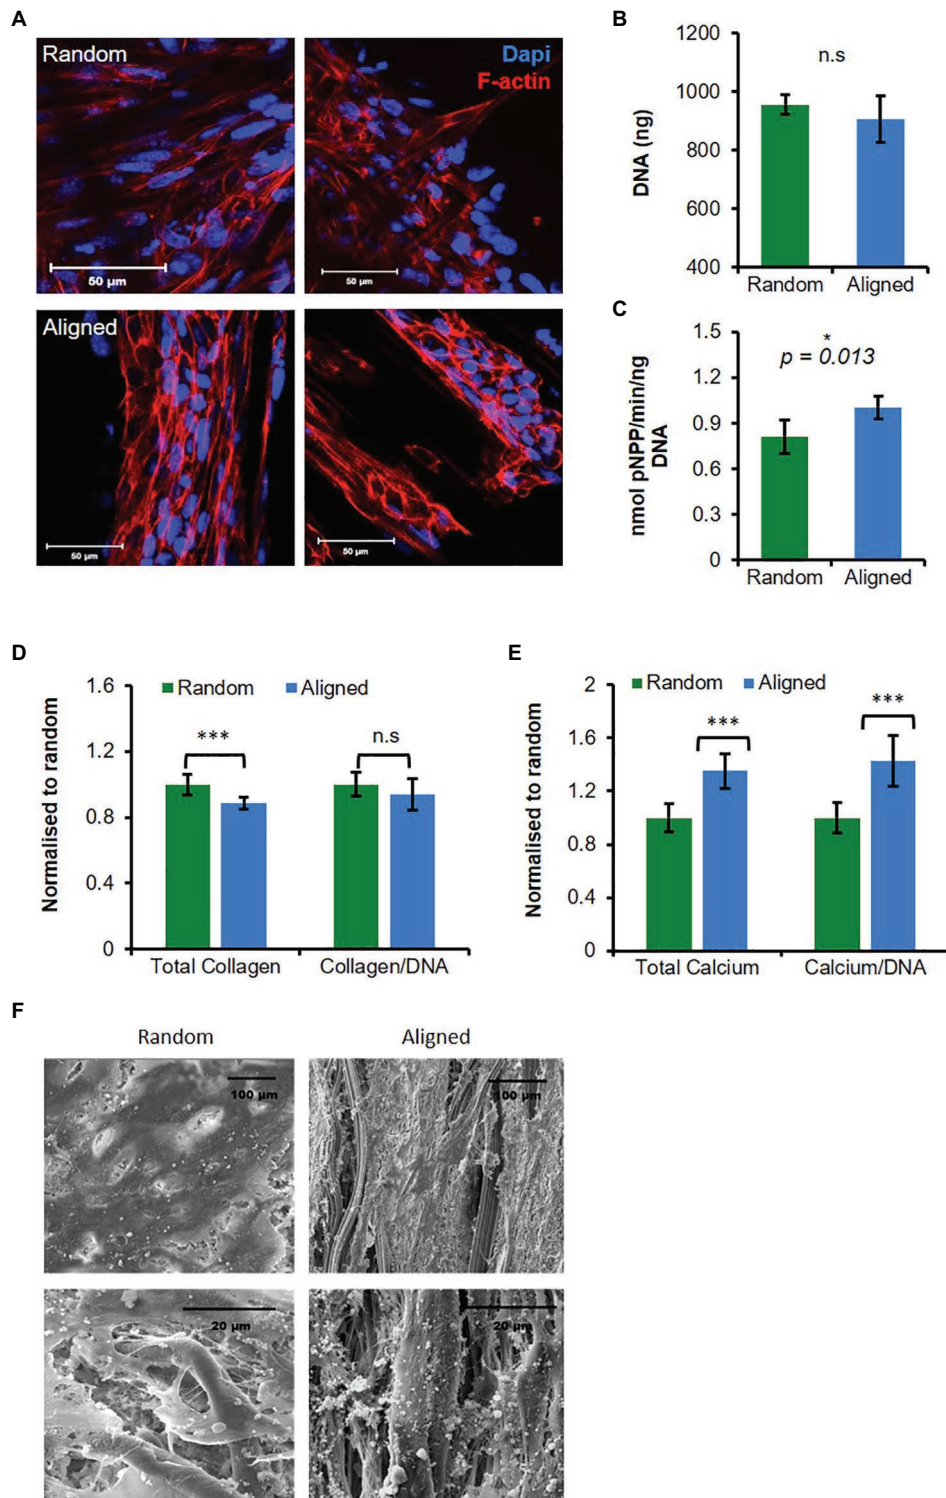 A
Random
Dapi
F-actin
50 µm
50 µm
Aligned
50 µm
50 µm
B
1200
1000
800
600
400
DNA (ng)
n.s
Random
Aligned
C
1.5
1.2
0.9
0.6
0.3
0
nmol pNPP/min/ng
DNA
*
p = 0.013
Random
Aligned
D
1.6
1.2
0.8
0.4
0
Normalised to random
Random
Aligned
***
n.s
Total Collagen
Collagen/DNA
E
2
1.6
1.2
0.8
0.4
0
Normalised to random
Random
Aligned
***
***
Total Calcium
Calcium/DNA
F
Random
Aligned
100 µm
100 µm
20 µm
20 µm